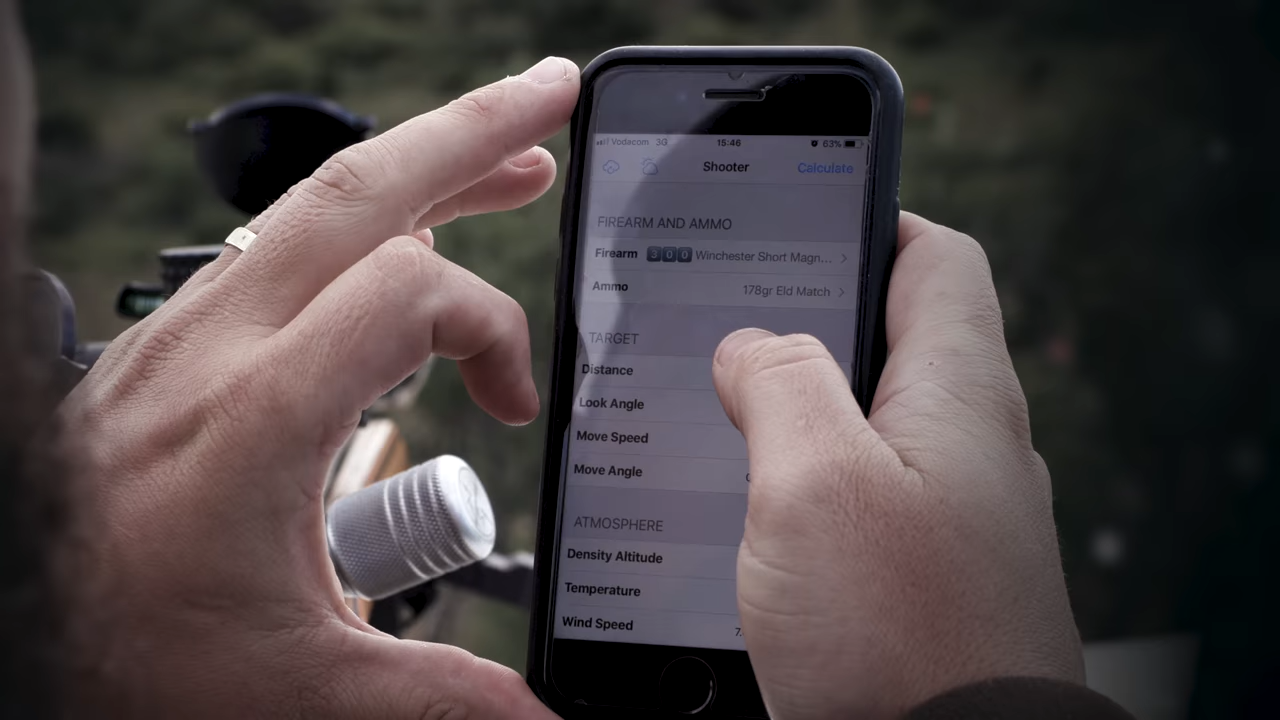 Vodacom 3G 15:46 63%
Shooter Calculate
FIREARM AND AMMO
Firearm 300 Winchester Short Magn...
Ammo 178gr Eld Match
TARGET
Distance
Look Angle
Move Speed
Move Angle
ATMOSPHERE
Density Altitude
Temperature
Wind Speed 7.